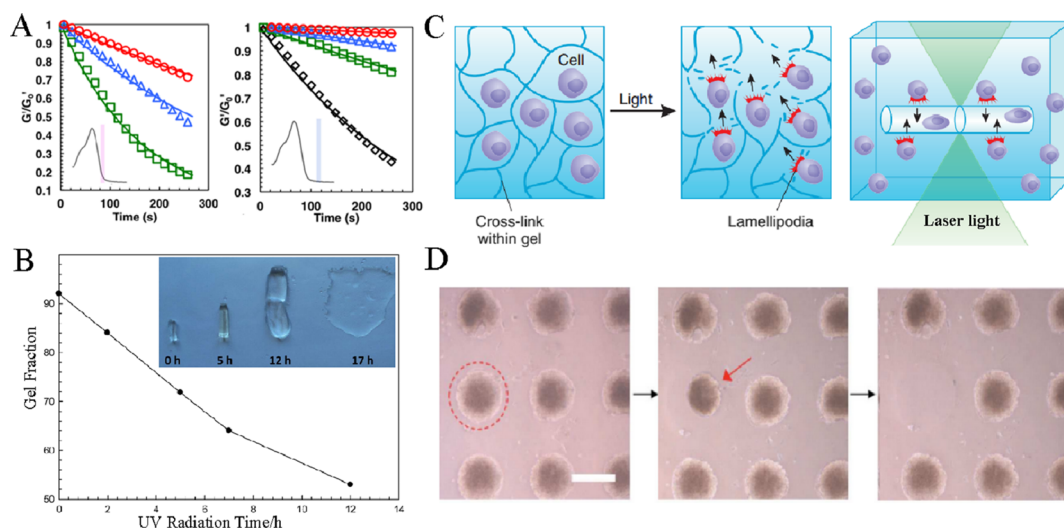 A
G'/G₀'
1
0.9
0.8
0.7
0.6
0.5
0.4
0.3
0.2
0.1
0
100
200
300
Time (s)
G'/G₀'
1
0.9
0.8
0.7
0.6
0.5
0.4
0.3
0
100
200
300
Time (s)
C
Cell
Light
Cross-link
within gel
Lamellipodia
Laser light
B
Gel Fraction
90
80
70
60
50
0
2
4
6
8
10
12
14
UV Radiation Time/h
0 h
5 h
12 h
17 h
D